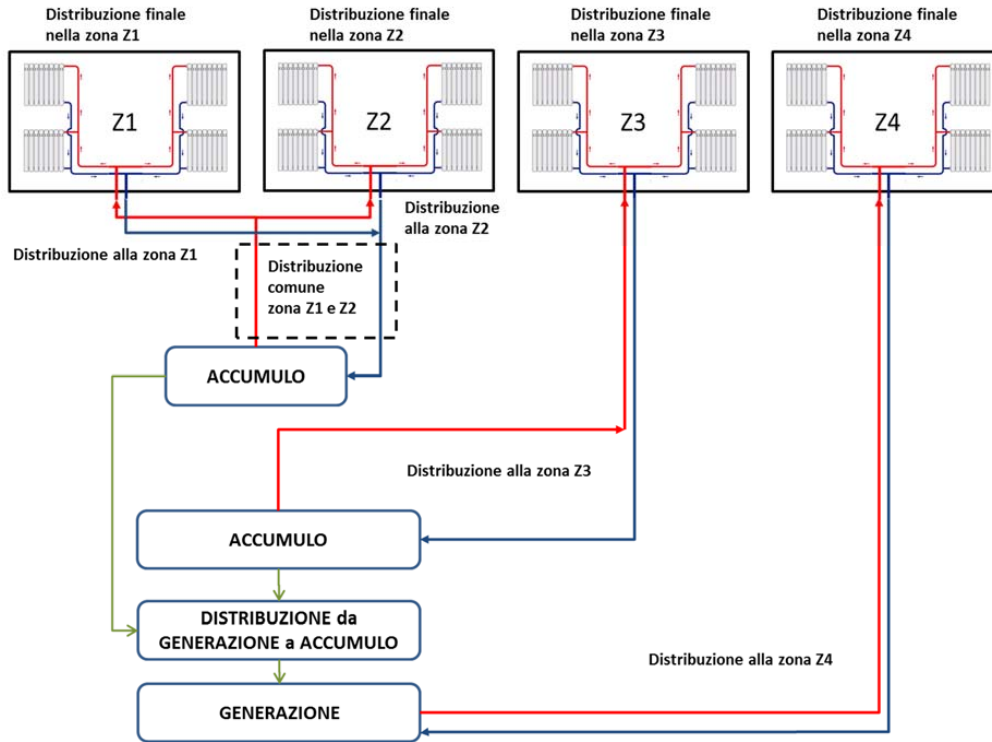 Distribuzione finale
nella zona Z1
Distribuzione finale
nella zona Z2
Distribuzione finale
nella zona Z3
Distribuzione finale
nella zona Z4
Z1
Z2
Z3
Z4
Distribuzione
alla zona Z2
Distribuzione alla zona Z1
Distribuzione
comune
zona Z1 e Z2
ACCUMULO
Distribuzione alla zona Z3
ACCUMULO
DISTRIBUZIONE da
GENERAZIONE a ACCUMULO
Distribuzione alla zona Z4
GENERAZIONE